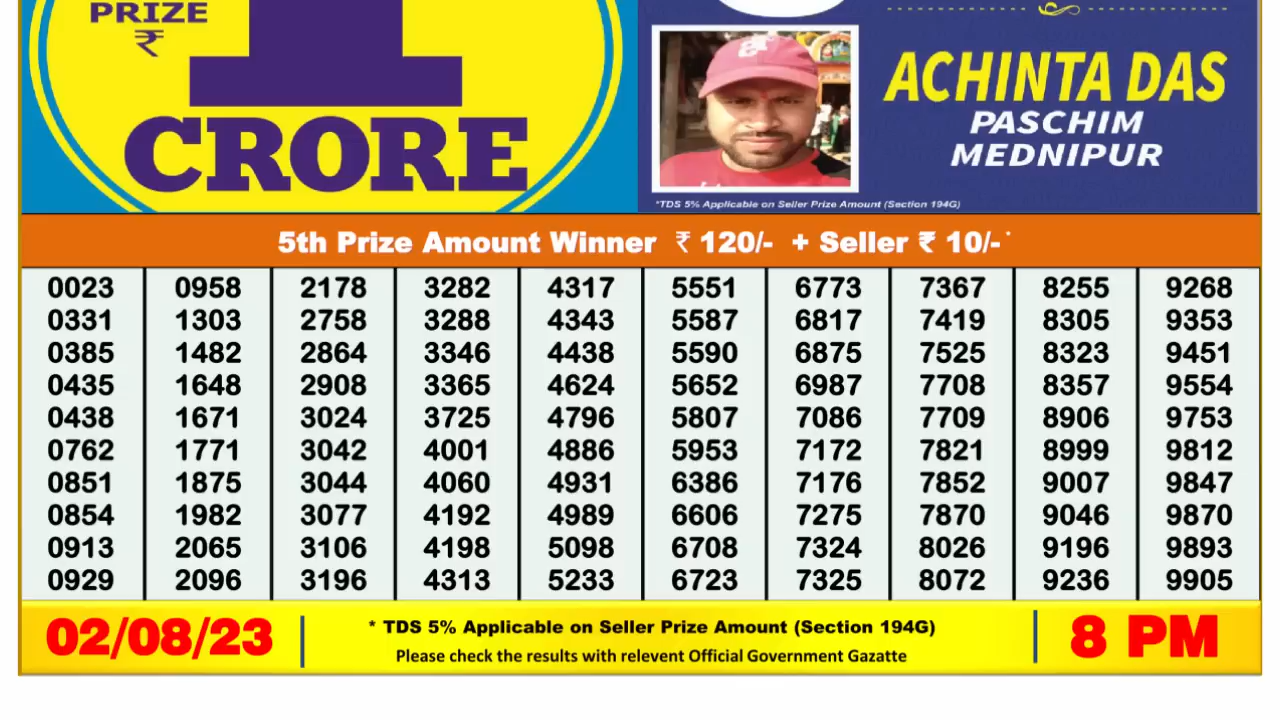 PRIZE
₹
1
CRORE
ACHINTA DAS
PASCHIM
MEDNIPUR
*TDS 5% Applicable on Seller Prize Amount (Section 194G)
5th Prize Amount Winner ₹ 120/- + Seller ₹ 10/-*
0023 0958 2178 3282 4317 5551 6773 7367 8255 9268
0331 1303 2758 3288 4343 5587 6817 7419 8305 9353
0385 1482 2864 3346 4438 5590 6875 7525 8323 9451
0435 1648 2908 3365 4624 5652 6987 7708 8357 9554
0438 1671 3024 3725 4796 5807 7086 7709 8906 9753
0762 1771 3042 4001 4886 5953 7172 7821 8999 9812
0851 1875 3044 4060 4931 6386 7176 7852 9007 9847
0854 1982 3077 4192 4989 6606 7275 7870 9046 9870
0913 2065 3106 4198 5098 6708 7324 8026 9196 9893
0929 2096 3196 4313 5233 6723 7325 8072 9236 9905
02/08/23
* TDS 5% Applicable on Seller Prize Amount (Section 194G)
Please check the results with relevent Official Government Gazatte
8 PM